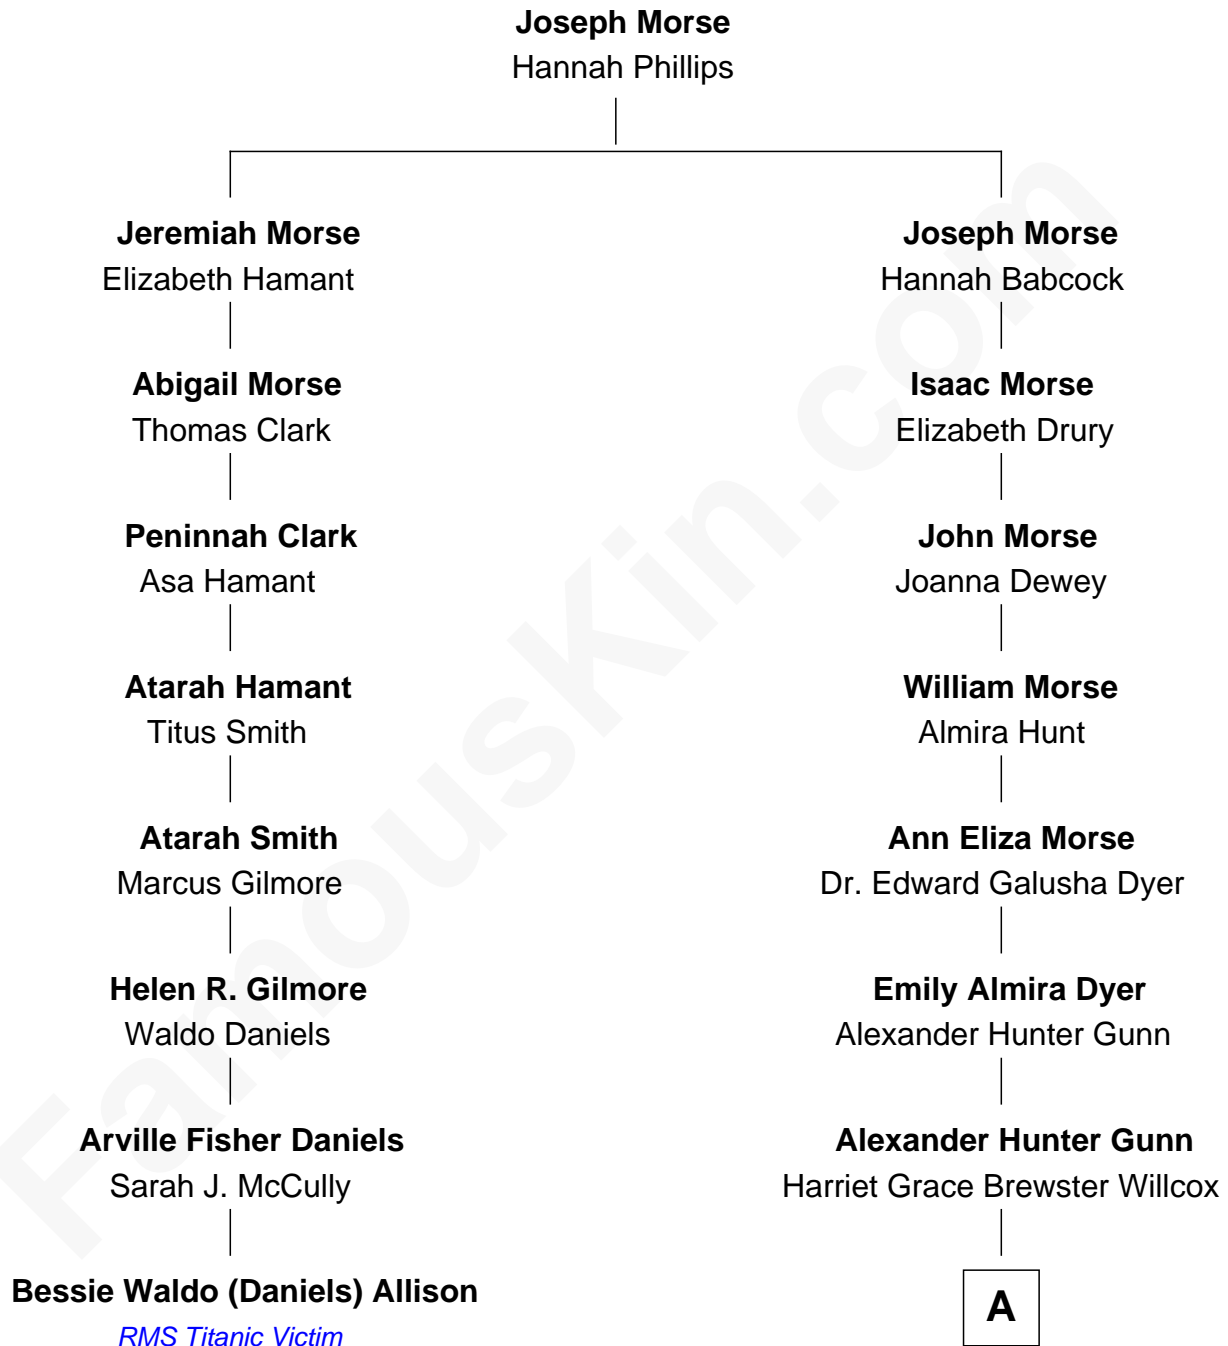 Joseph Morse
Hannah Phillips
Jeremiah Morse
Elizabeth Hamant
Joseph Morse
Hannah Babcock
Abigail Morse
Thomas Clark
Isaac Morse
Elizabeth Drury
Peninnah Clark
Asa Hamant
John Morse
Joanna Dewey
Atarah Hamant
Titus Smith
William Morse
Almira Hunt
Atarah Smith
Marcus Gilmore
Ann Eliza Morse
Dr. Edward Galusha Dyer
Helen R. Gilmore
Waldo Daniels
Emily Almira Dyer
Alexander Hunter Gunn
Arville Fisher Daniels
Sarah J. McCully
Alexander Hunter Gunn
Harriet Grace Brewster Willcox
Bessie Waldo (Daniels) Allison
RMS Titanic Victim
A
FamousKin.com